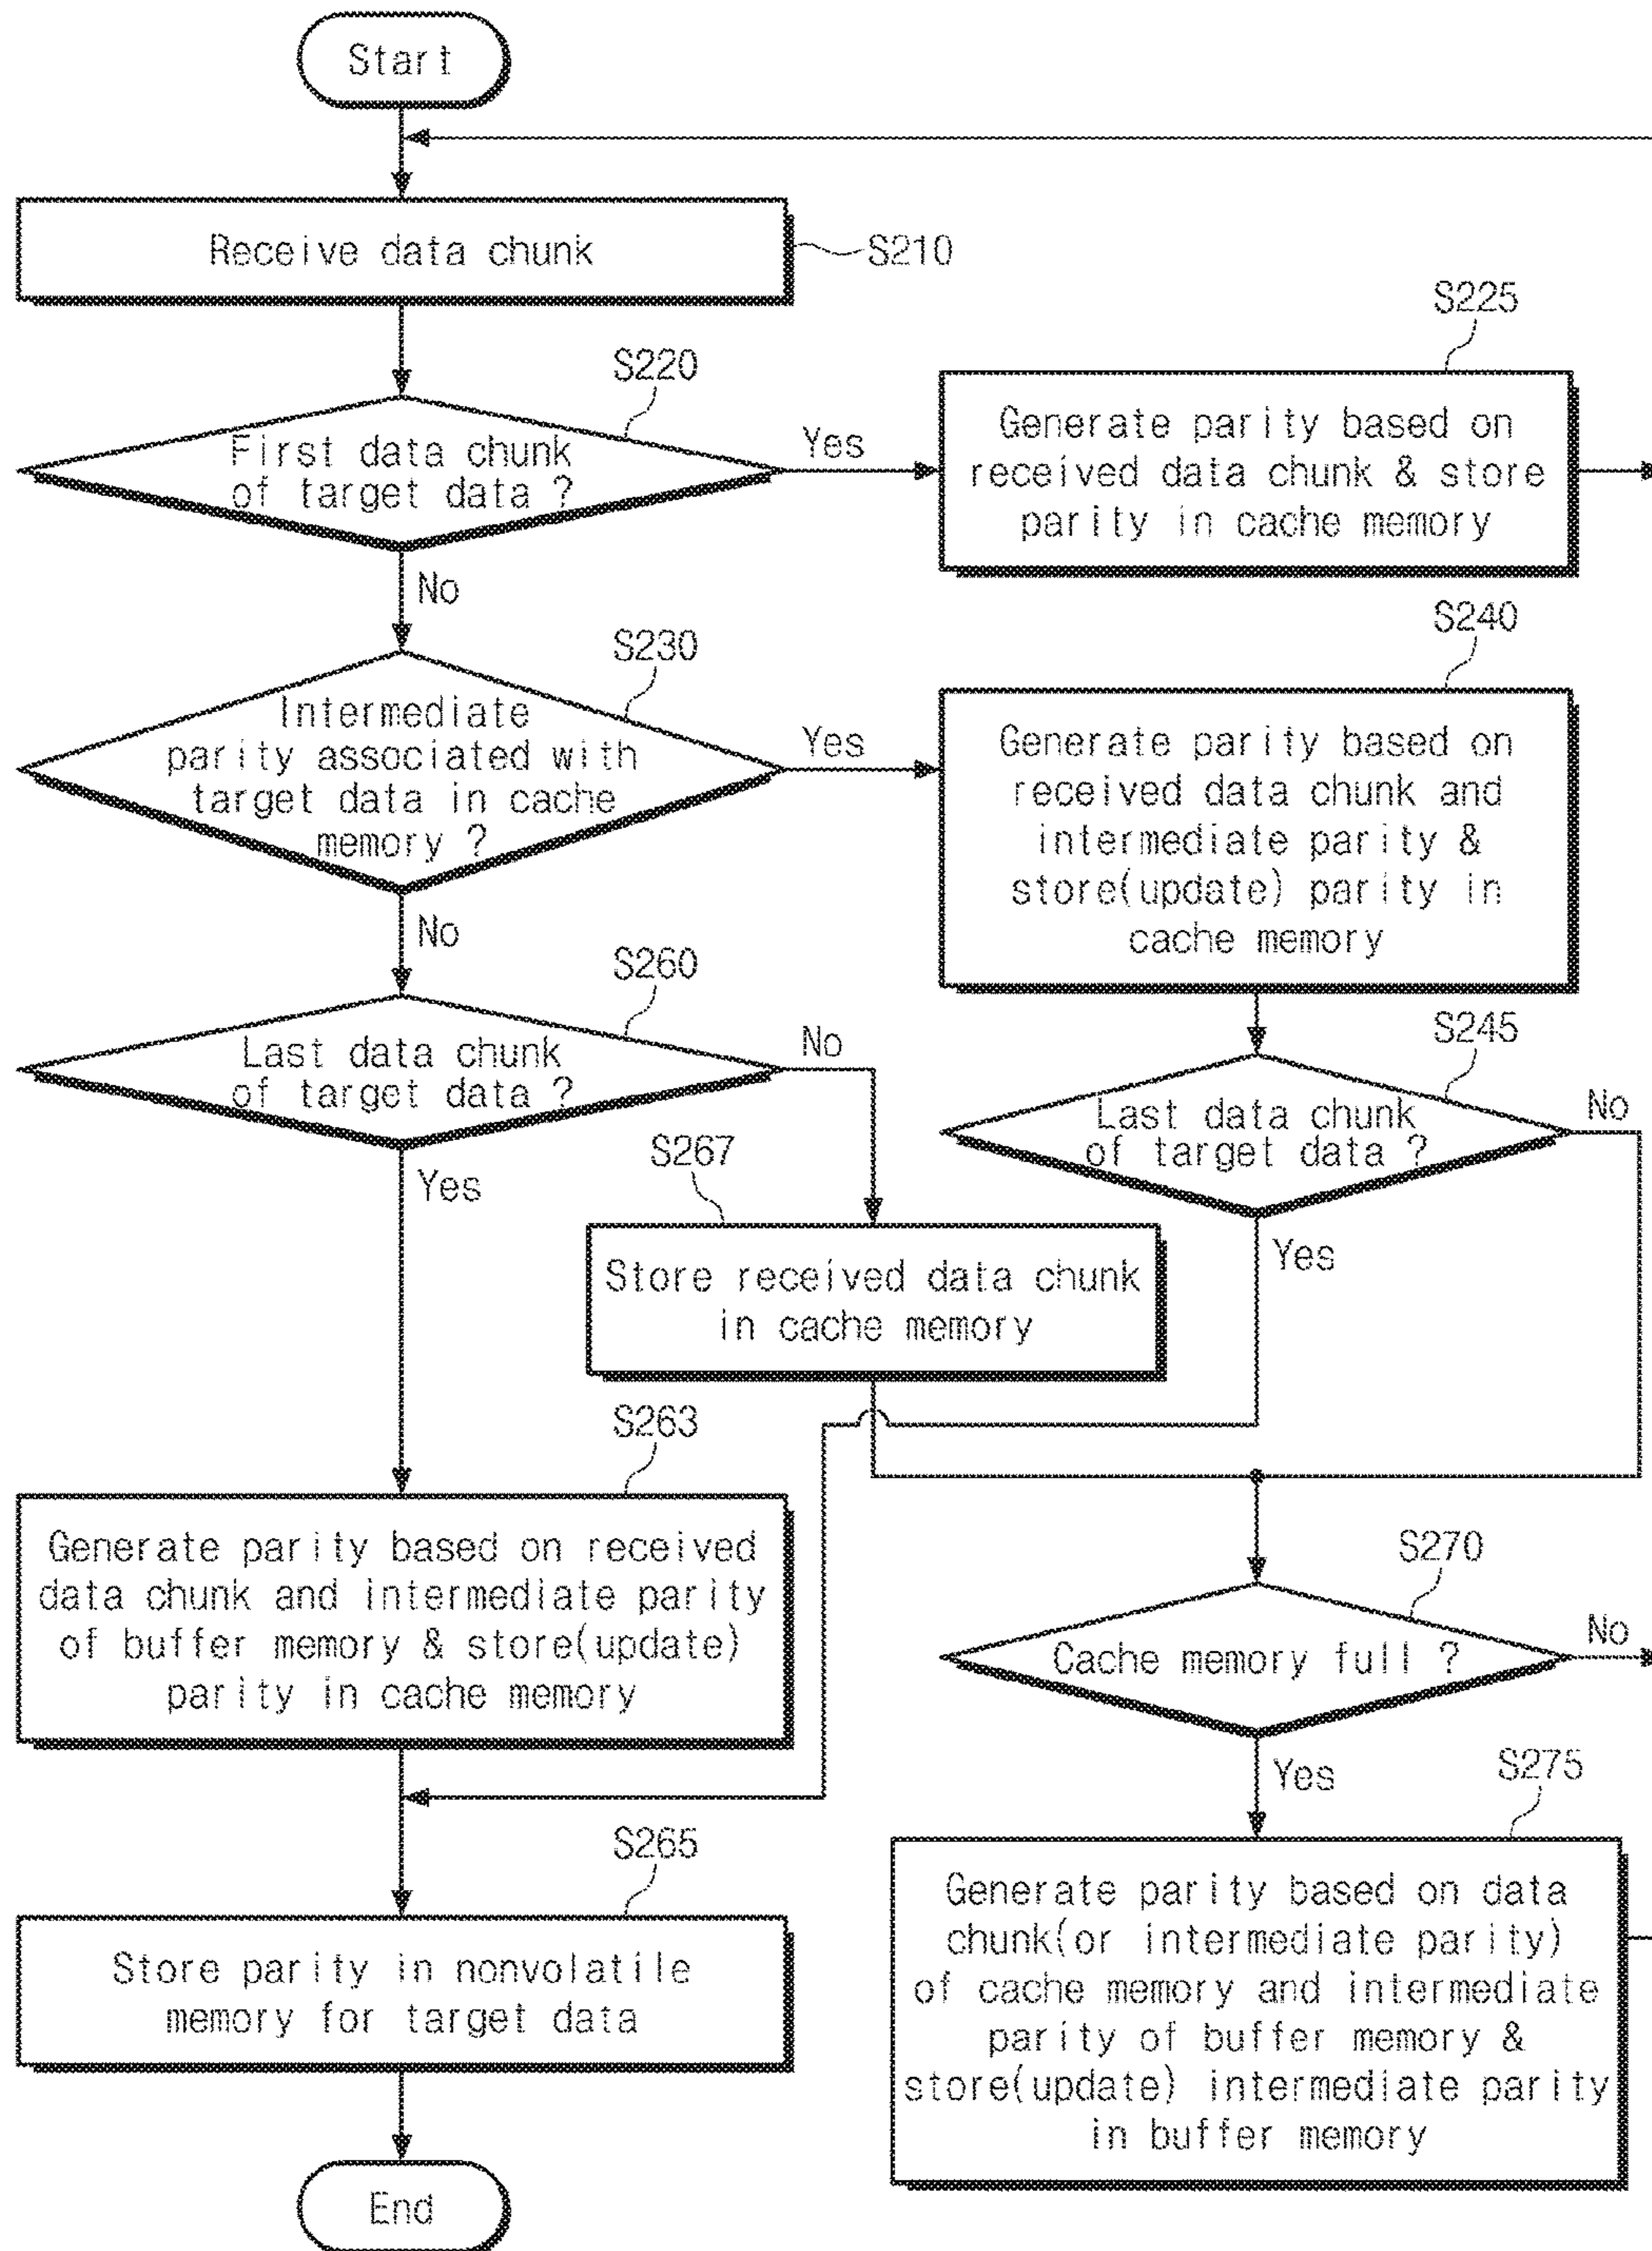 Start
Receive data chunk
S210
S220
First data chunk
of target data ?
Yes
No
S225
Generate parity based on
received data chunk & store
parity in cache memory
S230
Intermediate
parity associated with
target data in cache
memory ?
Yes
No
S240
Generate parity based on
received data chunk and
intermediate parity &
store(update) parity in
cache memory
S260
Last data chunk
of target data ?
No
Yes
S245
Last data chunk
of target data ?
No
Yes
S267
Store received data chunk
in cache memory
S263
Generate parity based on received
data chunk and intermediate parity
of buffer memory & store(update)
parity in cache memory
S270
Cache memory full ?
No
Yes
S265
Store parity in nonvolatile
memory for target data
S275
Generate parity based on data
chunk(or intermediate parity)
of cache memory and intermediate
parity of buffer memory &
store(update) intermediate parity
in buffer memory
End